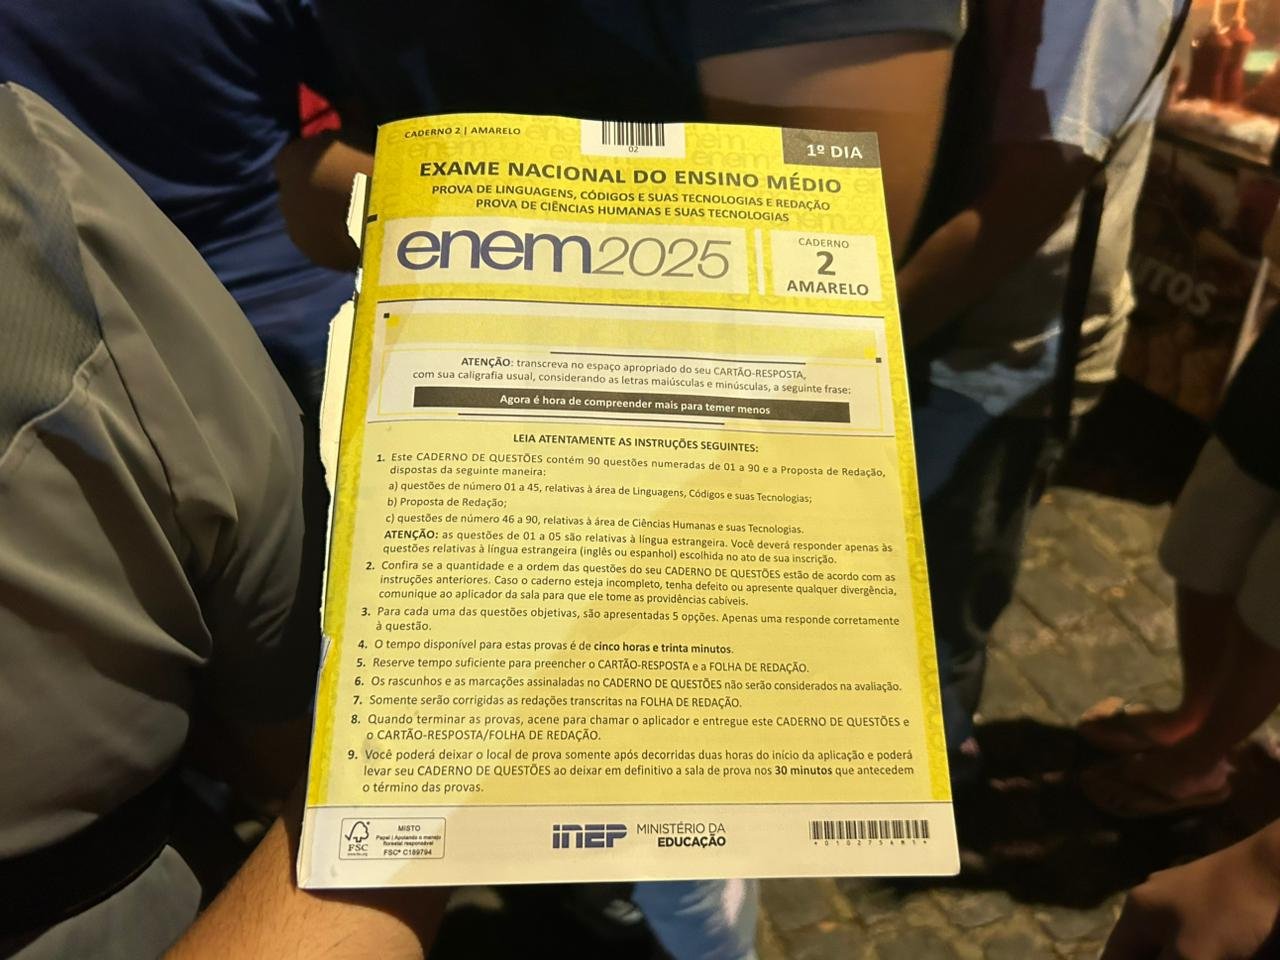 CADERNO 2 | AMARELO
02
1º DIA
EXAME NACIONAL DO ENSINO MÉDIO
PROVA DE LINGUAGENS, CÓDIGOS E SUAS TECNOLOGIAS E REDAÇÃO
PROVA DE CIÊNCIAS HUMANAS E SUAS TECNOLOGIAS
enem2025
CADERNO
2
AMARELO
ATENÇÃO: transcreva no espaço apropriado do seu CARTÃO-RESPOSTA,
com sua caligrafia usual, considerando as letras maiúsculas e minúsculas, a seguinte frase:
Agora é hora de compreender mais para temer menos
LEIA ATENTAMENTE AS INSTRUÇÕES SEGUINTES:
1. Este CADERNO DE QUESTÕES contém 90 questões numeradas de 01 a 90 e a Proposta de Redação,
dispostas da seguinte maneira:
a) questões de número 01 a 45, relativas à área de Linguagens, Códigos e suas Tecnologias;
b) Proposta de Redação;
c) questões de número 46 a 90, relativas à área de Ciências Humanas e suas Tecnologias.
ATENÇÃO: as questões de 01 a 05 são relativas à língua estrangeira. Você deverá responder apenas às
questões relativas à língua estrangeira (inglês ou espanhol) escolhida no ato de sua inscrição.
2. Confira se a quantidade e a ordem das questões do seu CADERNO DE QUESTÕES estão de acordo com as
instruções anteriores. Caso o caderno esteja incompleto, tenha defeito ou apresente qualquer divergência,
comunique ao aplicador da sala para que ele tome as providências cabíveis.
3. Para cada uma das questões objetivas, são apresentadas 5 opções. Apenas uma responde corretamente
à questão.
4. O tempo disponível para estas provas é de cinco horas e trinta minutos.
5. Reserve tempo suficiente para preencher o CARTÃO-RESPOSTA e a FOLHA DE REDAÇÃO.
6. Os rascunhos e as marcações assinaladas no CADERNO DE QUESTÕES não serão considerados na avaliação.
7. Somente serão corrigidas as redações transcritas na FOLHA DE REDAÇÃO.
8. Quando terminar as provas, acene para chamar o aplicador e entregue este CADERNO DE QUESTÕES e
o CARTÃO-RESPOSTA/FOLHA DE REDAÇÃO.
9. Você poderá deixar o local de prova somente após decorridas duas horas do início da aplicação e poderá
levar seu CADERNO DE QUESTÕES ao deixar em definitivo a sala de prova nos 30 minutos que antecedem
o término das provas.
FSC
www.fsc.org
MISTO
Papel | Apoiando o manejo
florestal responsável
FSC® C189794
INEP
MINISTÉRIO DA
EDUCAÇÃO